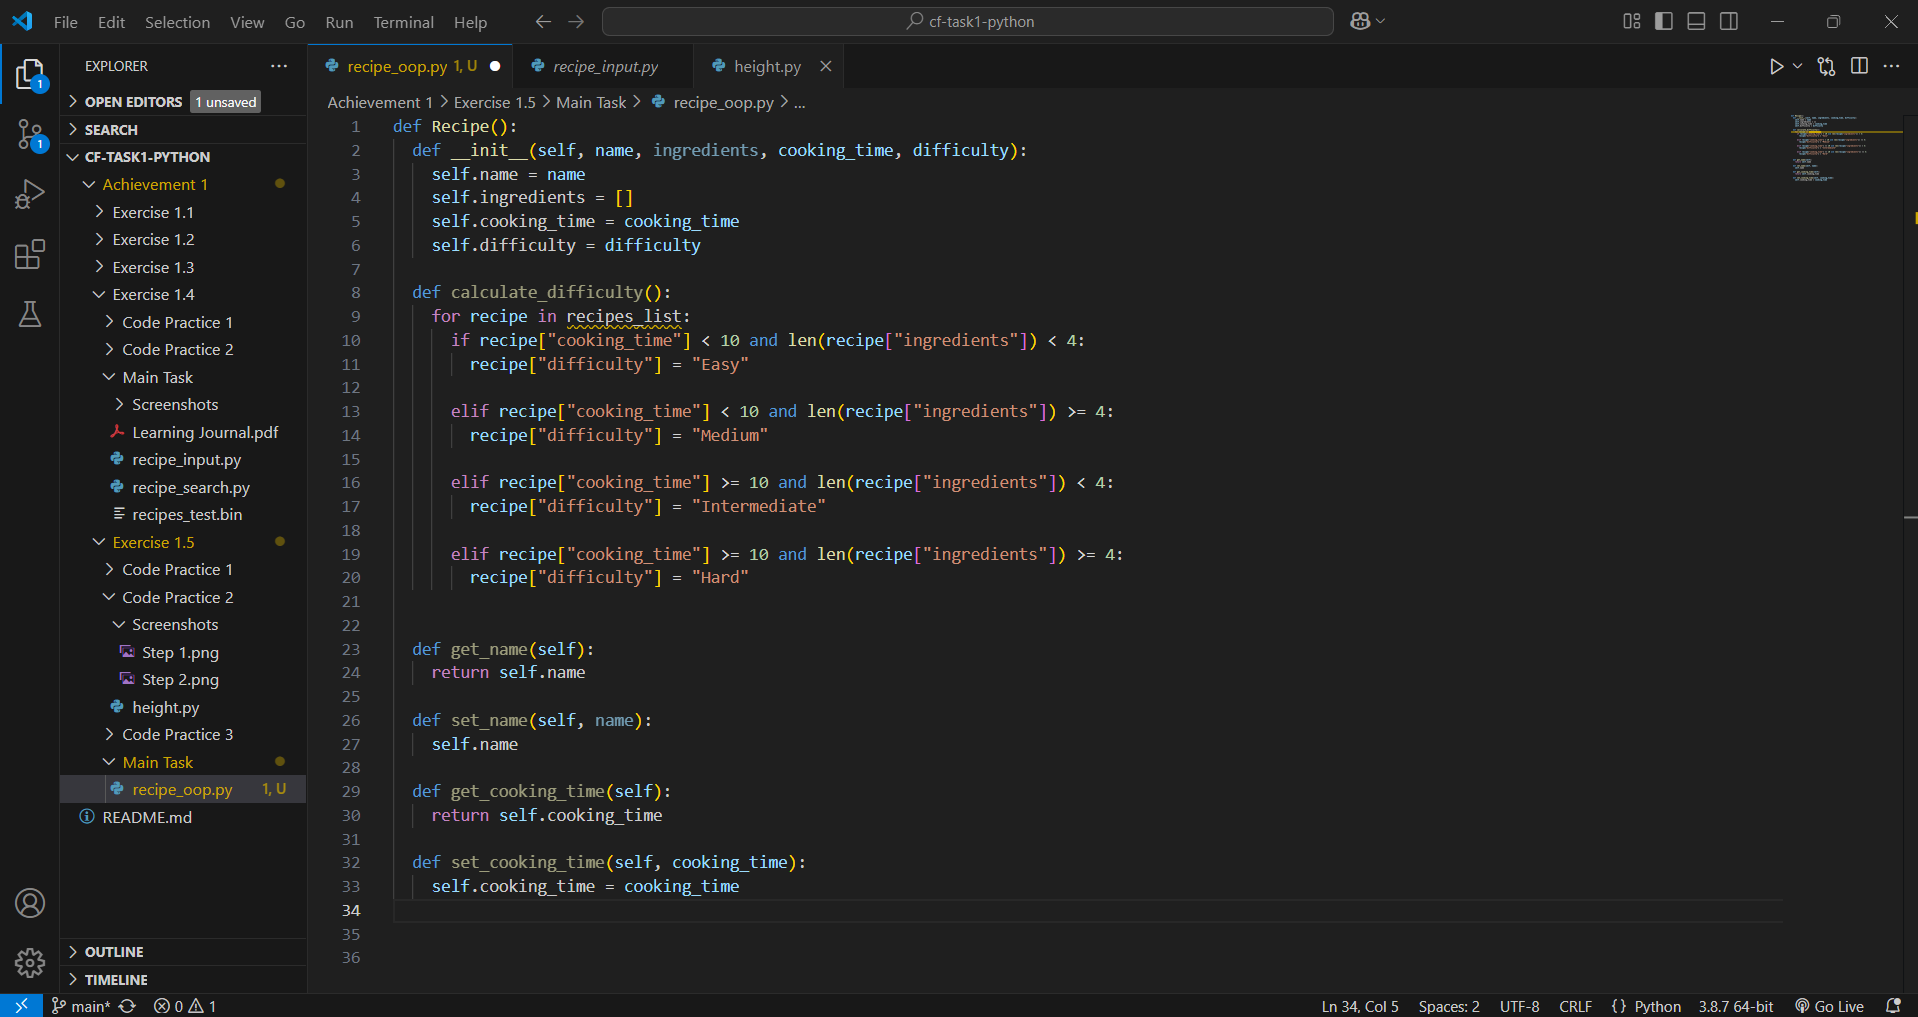 File Edit Selection View Go Run Terminal Help
cf-task1-python
EXPLORER
OPEN EDITORS 1 unsaved
SEARCH
CF-TASK1-PYTHON
Achievement 1
Exercise 1.1
Exercise 1.2
Exercise 1.3
Exercise 1.4
Code Practice 1
Code Practice 2
Main Task
Screenshots
Learning Journal.pdf
recipe_input.py
recipe_search.py
recipes_test.bin
Exercise 1.5
Code Practice 1
Code Practice 2
Screenshots
Step 1.png
Step 2.png
height.py
Code Practice 3
Main Task
recipe_oop.py 1, U
README.md
OUTLINE
TIMELINE
recipe_oop.py 1, U
recipe_input.py
height.py
Achievement 1 > Exercise 1.5 > Main Task > recipe_oop.py > ...
1 def Recipe():
2 def __init__(self, name, ingredients, cooking_time, difficulty):
3 self.name = name
4 self.ingredients = []
5 self.cooking_time = cooking_time
6 self.difficulty = difficulty
7
8 def calculate_difficulty():
9 for recipe in recipes_list:
10 if recipe["cooking_time"] < 10 and len(recipe["ingredients"]) < 4:
11 recipe["difficulty"] = "Easy"
12
13 elif recipe["cooking_time"] < 10 and len(recipe["ingredients"]) >= 4:
14 recipe["difficulty"] = "Medium"
15
16 elif recipe["cooking_time"] >= 10 and len(recipe["ingredients"]) < 4:
17 recipe["difficulty"] = "Intermediate"
18
19 elif recipe["cooking_time"] >= 10 and len(recipe["ingredients"]) >= 4:
20 recipe["difficulty"] = "Hard"
21
22
23 def get_name(self):
24 return self.name
25
26 def set_name(self, name):
27 self.name
28
29 def get_cooking_time(self):
30 return self.cooking_time
31
32 def set_cooking_time(self, cooking_time):
33 self.cooking_time = cooking_time
34
35
36
1
1
main* 0 1
Ln 34, Col 5 Spaces: 2 UTF-8 CRLF {} Python 3.8.7 64-bit Go Live